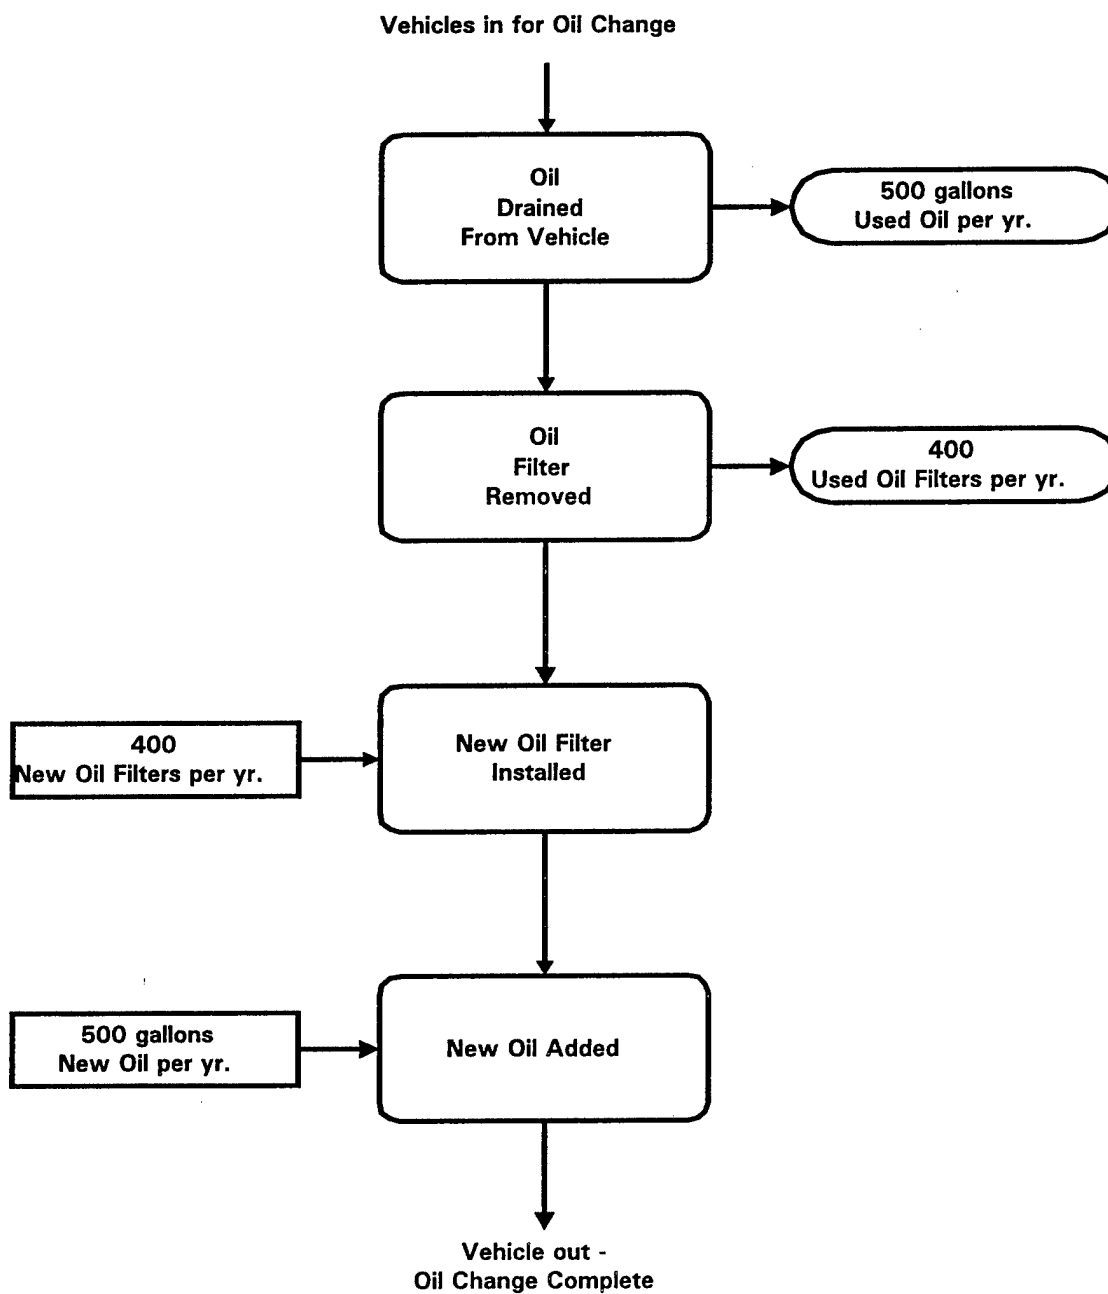 Vehicles in for Oil Change
Oil
Drained
From Vehicle
500 gallons
Used Oil per yr.
Oil
Filter
Removed
400
Used Oil Filters per yr.
400
New Oil Filters per yr.
New Oil Filter
Installed
500 gallons
New Oil per yr.
New Oil Added
Vehicle out -
Oil Change Complete